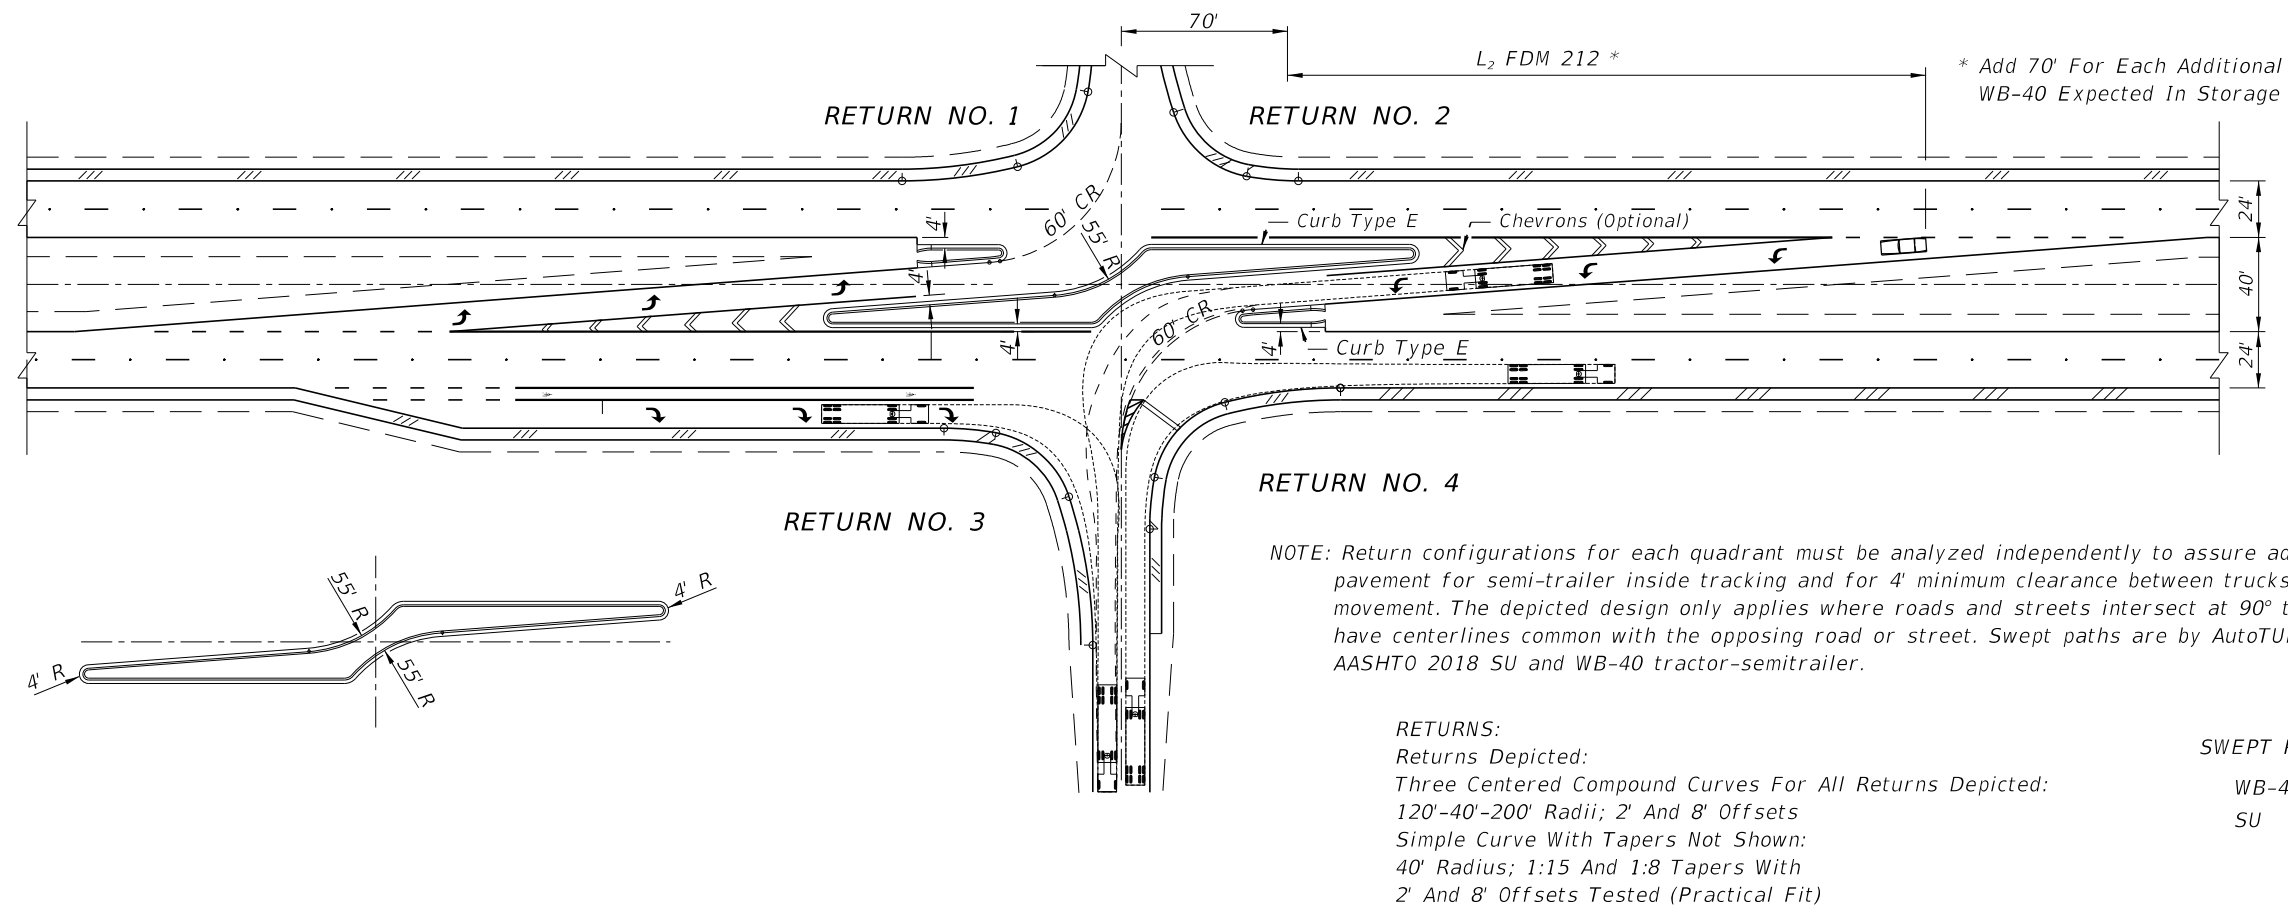 70'
L₂ FDM 212 *
* Add 70' For Each Additional
WB-40 Expected In Storage
RETURN NO. 1
RETURN NO. 2
60' CR
55' R
4'
4'
4'
Curb Type E
Chevrons (Optional)
24'
40'
24'
60' CR
4'
Curb Type E
RETURN NO. 3
RETURN NO. 4
55' R
4' R
4' R
55' R
NOTE: Return configurations for each quadrant must be analyzed independently to assure
pavement for semi-trailer inside tracking and for 4' minimum clearance between trucks
movement. The depicted design only applies where roads and streets intersect at 90°
have centerlines common with the opposing road or street. Swept paths are by
AASHTO 2018 SU and WB-40 tractor-semitrailer.
RETURNS:
Returns Depicted:
Three Centered Compound Curves For All Returns Depicted:
120'-40'-200' Radii; 2' And 8' Offsets
Simple Curve With Tapers Not Shown:
40' Radius; 1:15 And 1:8 Tapers With
2' And 8' Offsets Tested (Practical Fit)
SWEPT
WB-4
SU